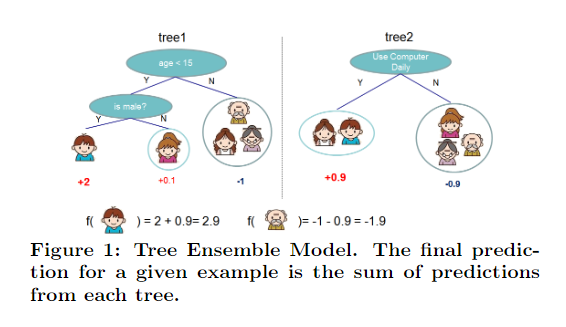 tree1
tree2
age < 15
Use Computer
Daily
Y
N
Y
N
is male?
Y
N
+2
+0.1
-1
+0.9
-0.9
f( ) = 2 + 0.9= 2.9
f( )= -1 - 0.9 = -1.9
Figure 1: Tree Ensemble Model. The final predic-
tion for a given example is the sum of predictions
from each tree.